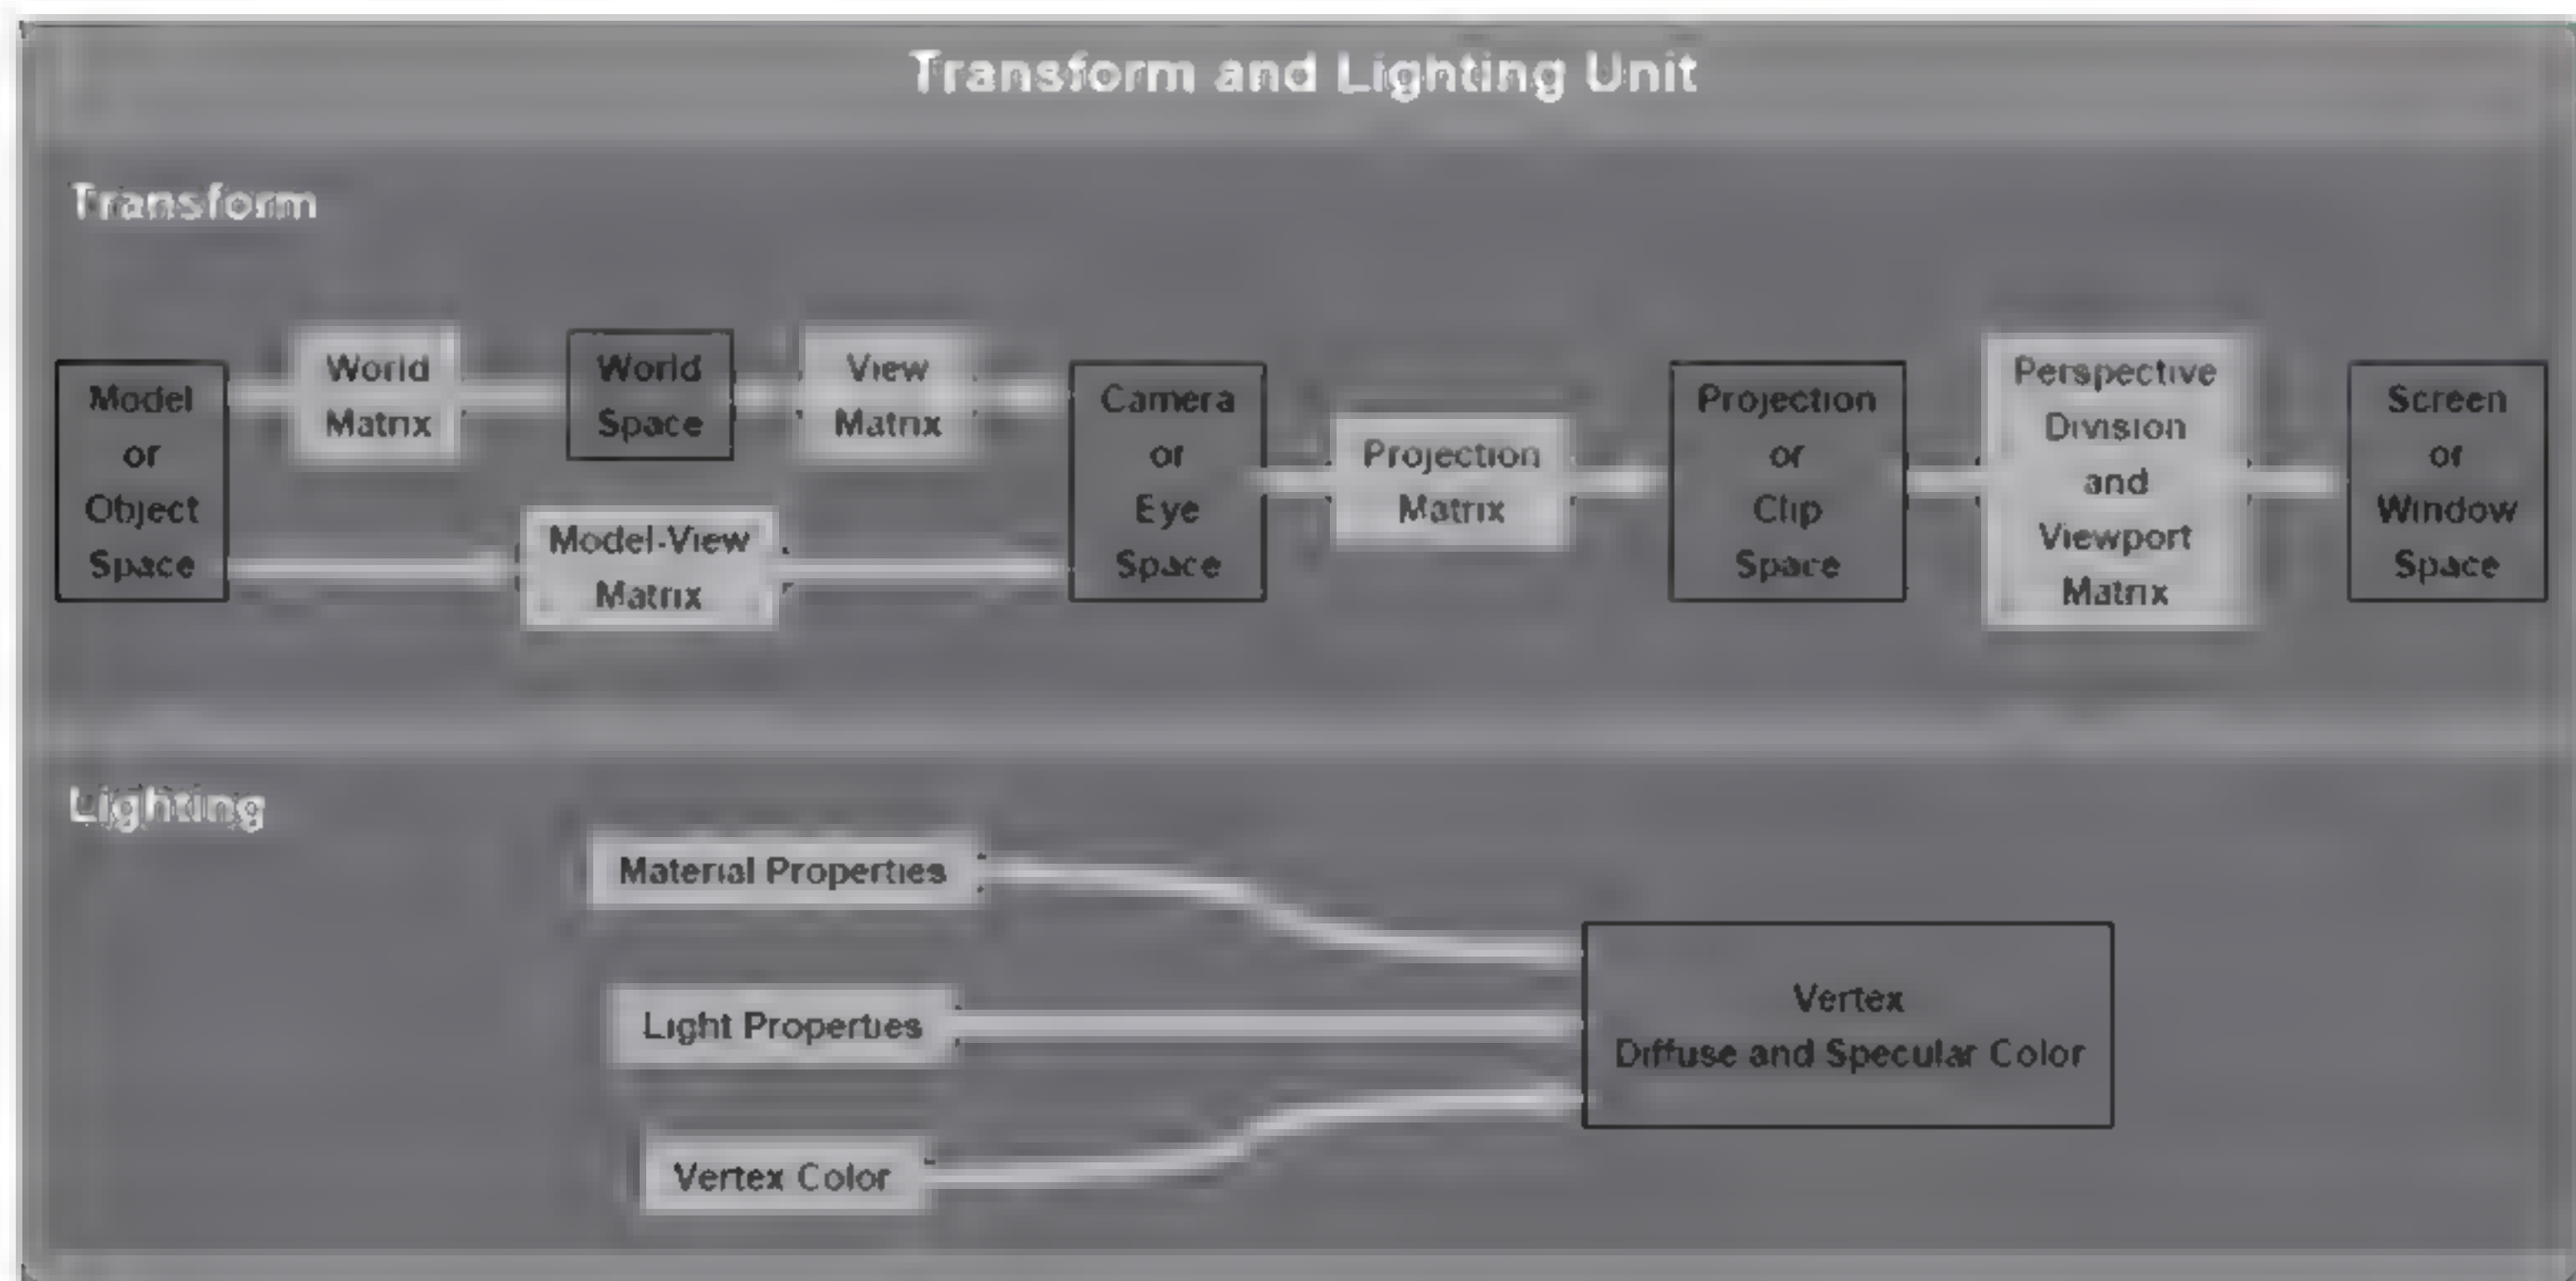 Transform and Lighting Unit
Transform
Model
or
Object
Space
World
Matrix
World
Space
View
Matrix
Model-View
Matrix
Camera
or
Eye
Space
Projection
Matrix
Projection
or
Clip
Space
Perspective
Division
and
Viewport
Matrix
Screen
or
Window
Space
Lighting
Material Properties
Light Properties
Vertex Color
Vertex
Diffuse and Specular Color